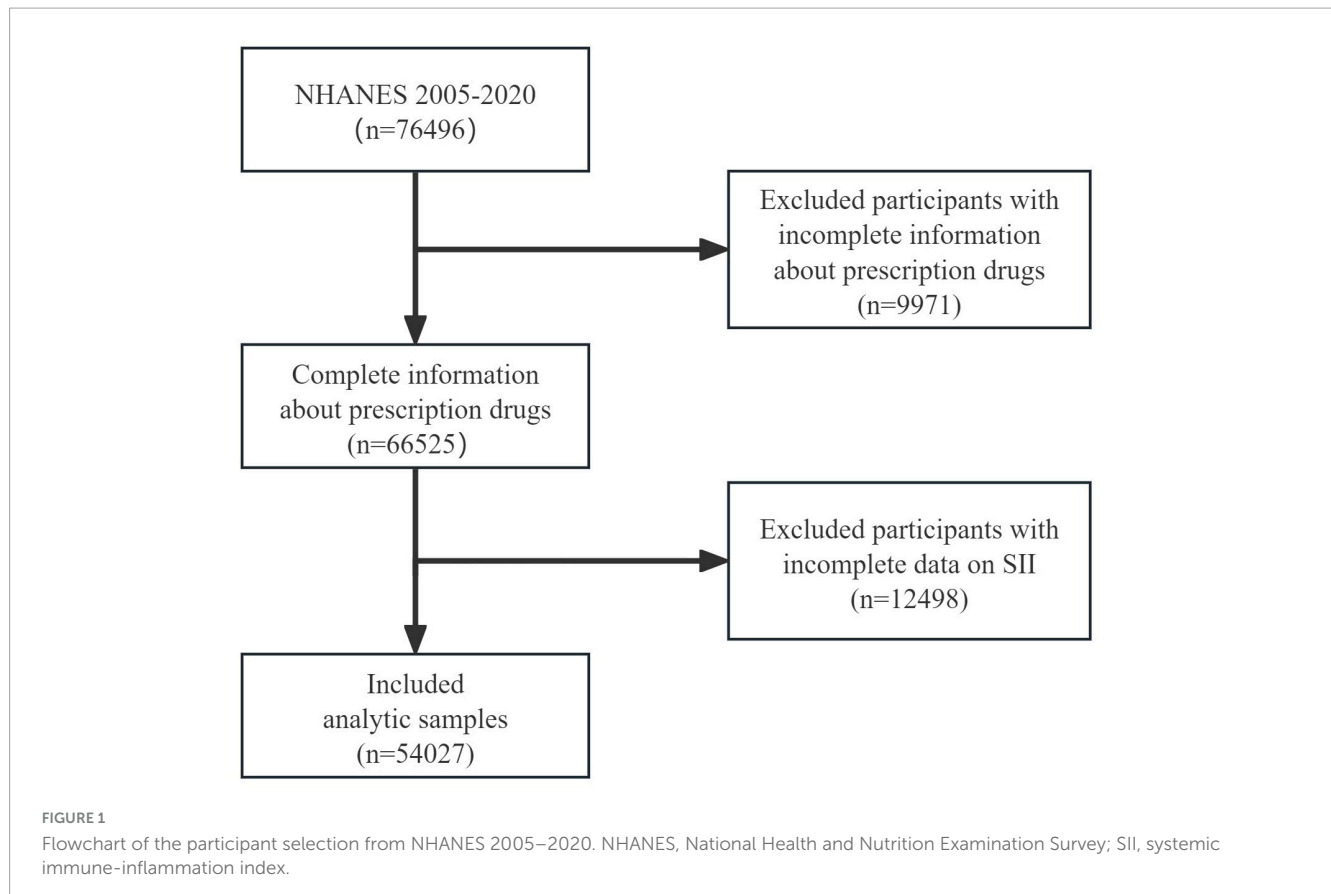 NHANES 2005-2020
(n=76496)
Excluded participants with
incomplete information
about prescription drugs
(n=9971)
Complete information
about prescription drugs
(n=66525)
Excluded participants with
incomplete data on SII
(n=12498)
Included
analytic samples
(n=54027)
FIGURE 1
Flowchart of the participant selection from NHANES 2005–2020. NHANES, National Health and Nutrition Examination Survey; SII, systemic
immune-inflammation index.